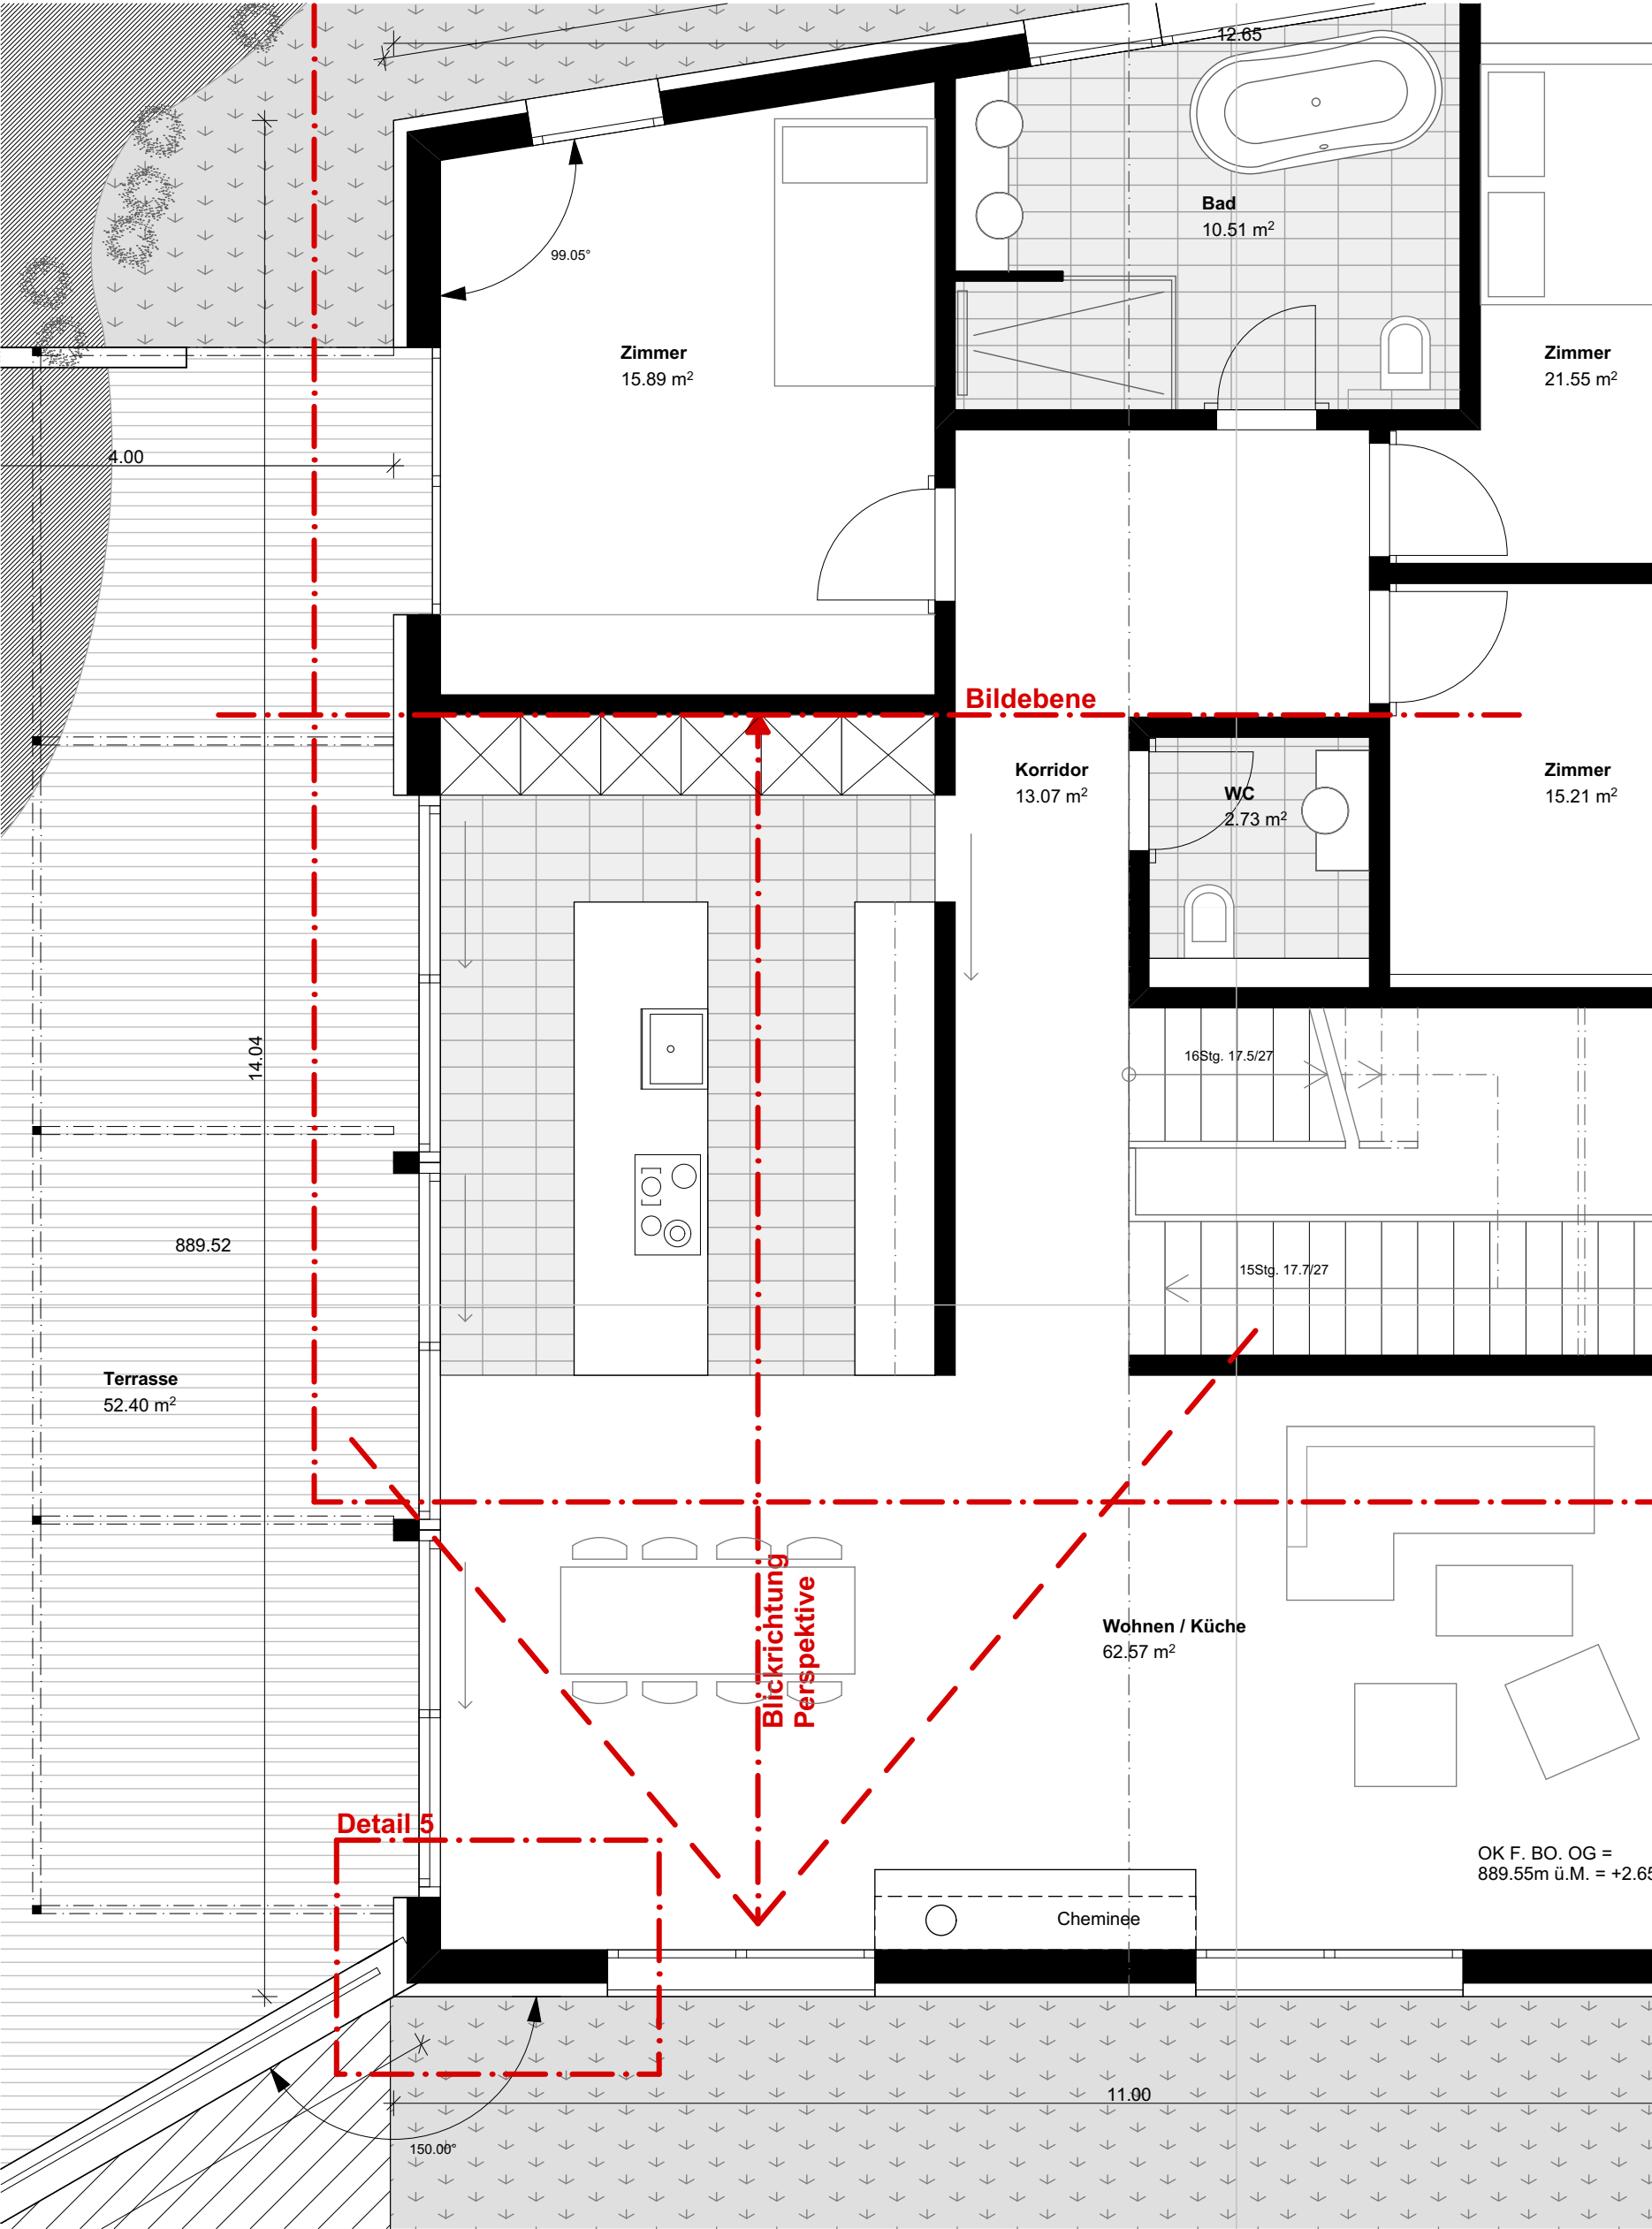 12.65
Bad
10.51 m²
99.05°
Zimmer
15.89 m²
Zimmer
21.55 m²
4.00
Bildebene
Korridor
13.07 m²
WC
2.73 m²
Zimmer
15.21 m²
14.04
16Stg. 17.5/27
889.52
15Stg. 17.7/27
Terrasse
52.40 m²
Blickrichtung
Perspektive
Wohnen / Küche
62.57 m²
Detail 5
OK F. BO. OG =
889.55m ü.M. = +2.65
Cheminee
11.00
150.00°